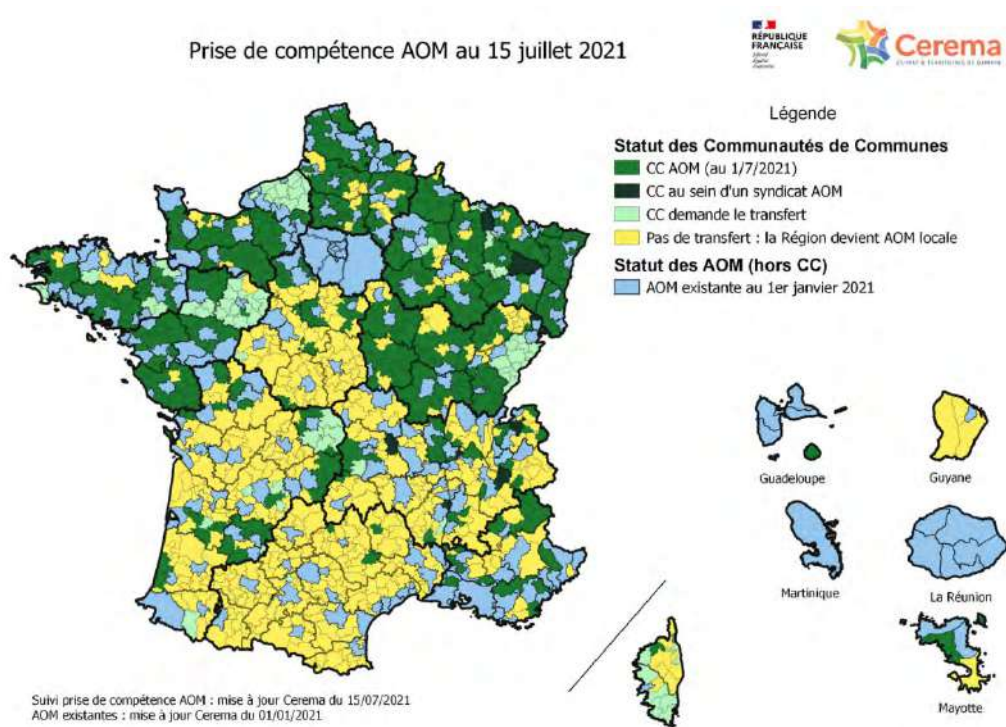 Prise de compétence AOM au 15 juillet 2021
RÉPUBLIQUE
FRANÇAISE
Cerema
Légende
Statut des Communautés de Communes
CC AOM (au 1/7/2021)
CC au sein d'un syndicat AOM
CC demande le transfert
Pas de transfert : la Région devient AOM locale
Statut des AOM (hors CC)
AOM existante au 1er janvier 2021
Guadeloupe
Guyane
Martinique
La Réunion
Mayotte
Suivi prise de compétence AOM : mise à jour Cerema du 15/07/2021
AOM existantes : mise à jour Cerema du 01/01/2021